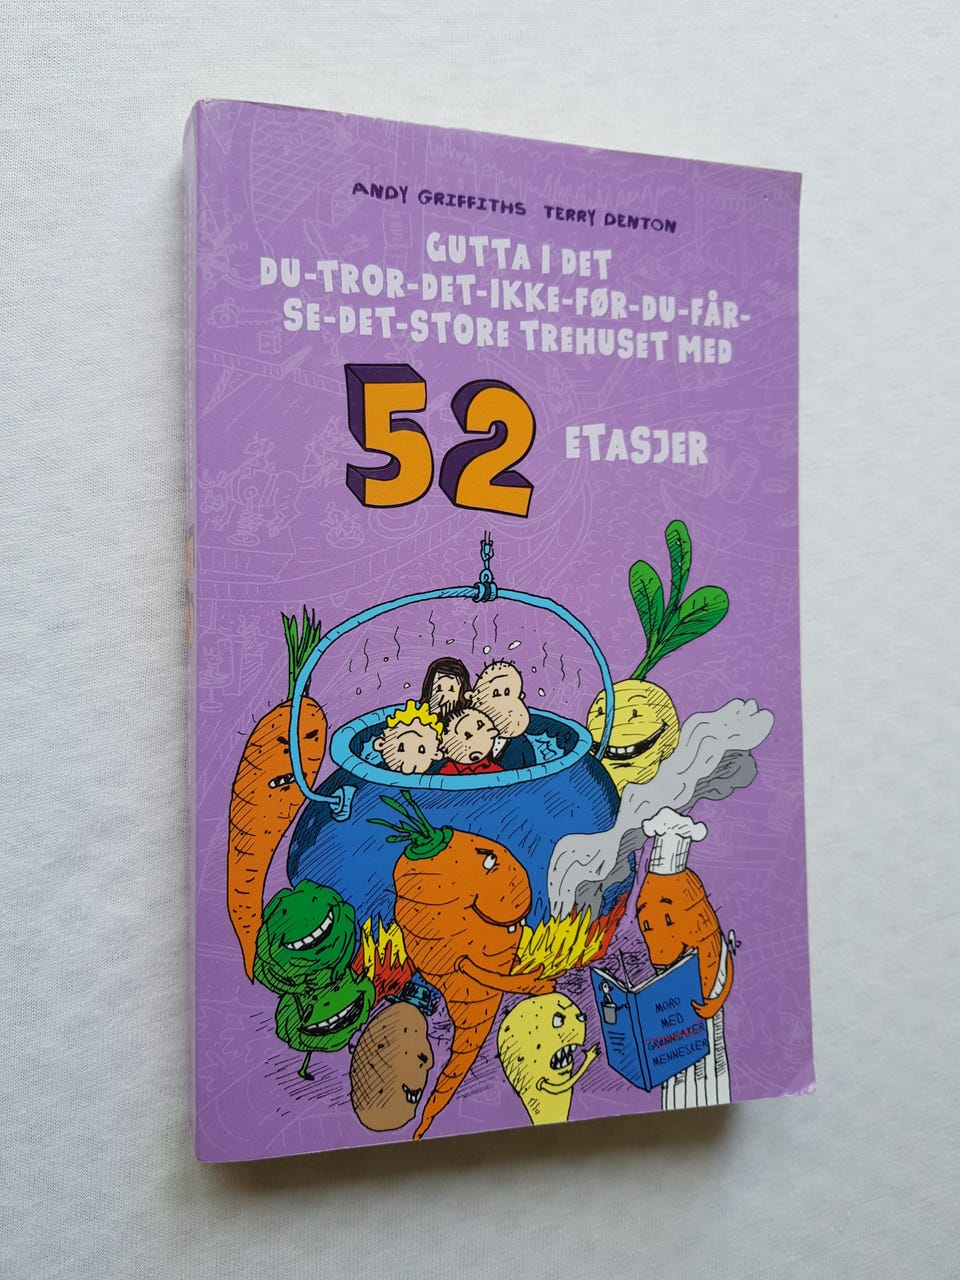 ANDY GRIFFITHS TERRY DENTON
GUTTA I DET
DU-TROR-DET-IKKE-FØR-DU-FÅR-
SE-DET-STORE TREHUSET MED
52 ETASJER
MORO
MED
GRØNNSAKER
MENNESKER